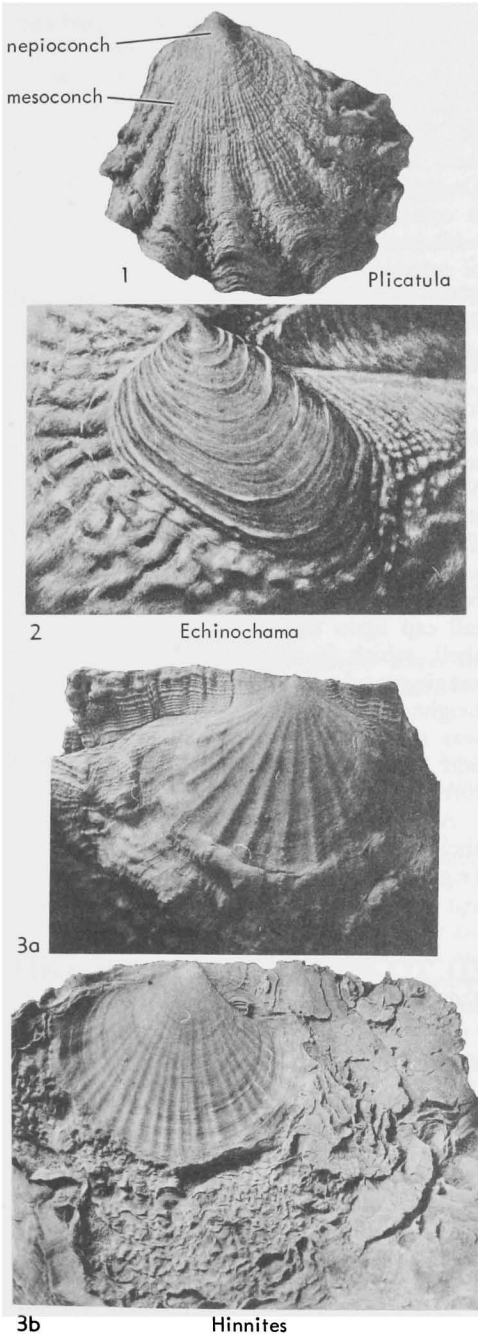 nepioconch
mesoconch
1
Plicatula
2
Echinochama
3a
3b
Hinnites